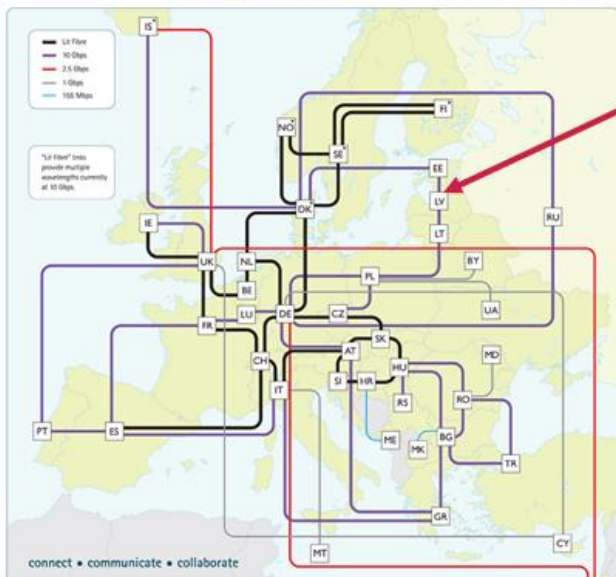 IS*
Lit Fibre
10 Gbps
2.5 Gbps
1 Gbps
155 Mbps
"Lit Fibre" links
provide multiple
wavelengths currently
at 10 Gbps.
NO*
FI*
SE*
EE
LV
DK*
RU
IE
LT
UK
NL
BY
PL
BE
LU
DE
CZ
UA
FR
SK
AT
CH
MD
HU
SI
HR
IT
RO
RS
PT
ES
ME
MK
BG
TR
GR
MT
CY
connect • communicate • collaborate